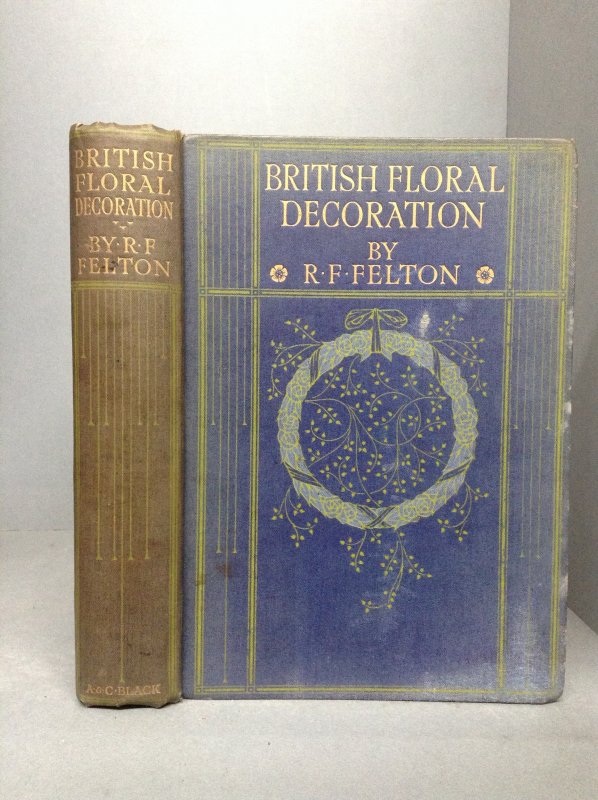 BRITISH
FLORAL
DECORATION
BY·R·F
FELTON
A & C·BLACK
BRITISH FLORAL
DECORATION
BY
R·F·FELTON